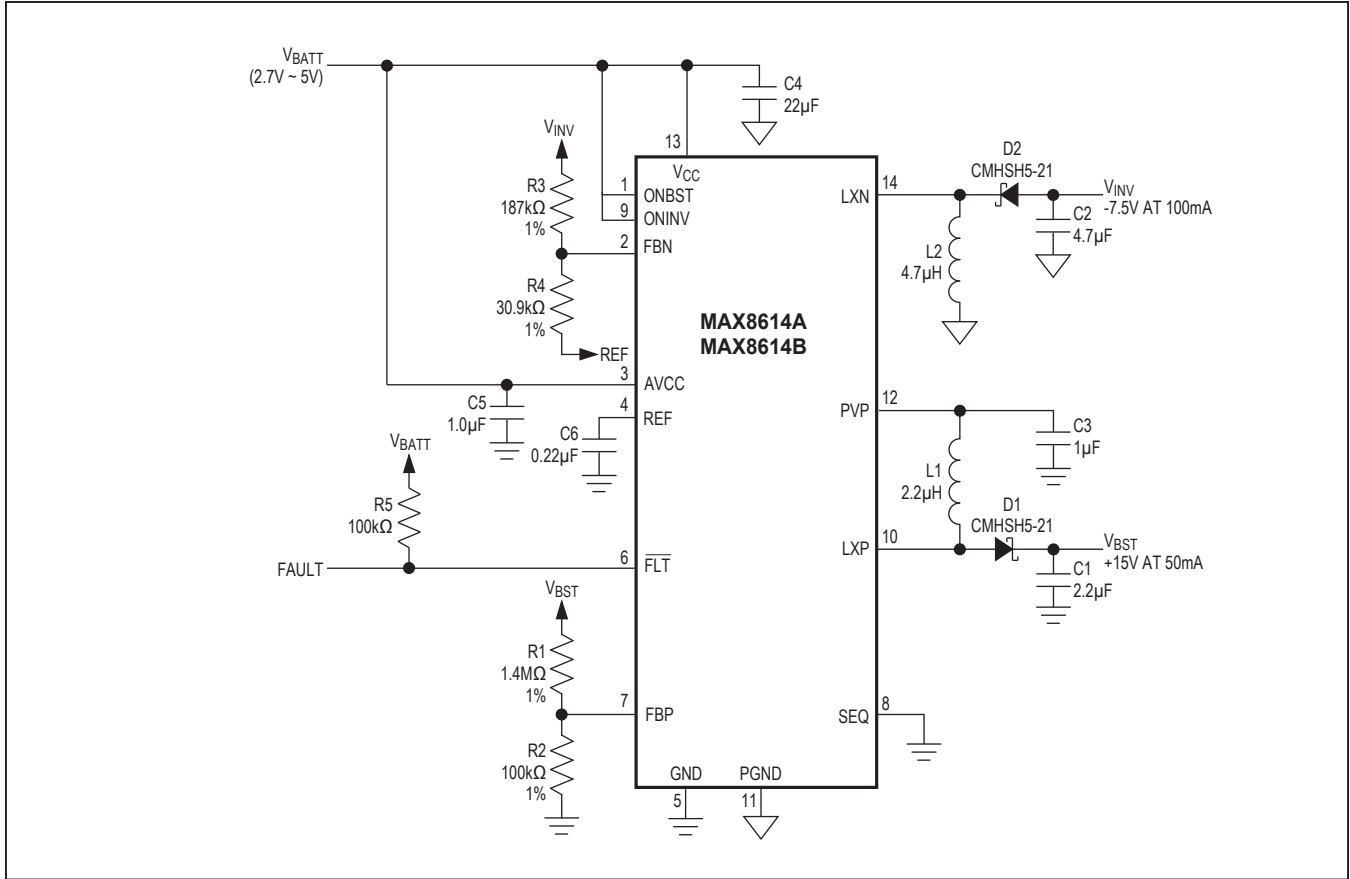 VBATT
(2.7V ~ 5V)
C4
22µF
VINV
13
VCC
R3
187kΩ
1%
1
ONBST
9
ONINV
2
FBN
R4
30.9kΩ
1%
REF
3
AVCC
C5
1.0µF
4
REF
C6
0.22µF
VBATT
R5
100kΩ
FAULT
6
FLT
VBST
R1
1.4MΩ
1%
7
FBP
R2
100kΩ
1%
GND
5
PGND
11
MAX8614A
MAX8614B
14
LXN
D2
CMHSH5-21
VINV
-7.5V AT 100mA
C2
4.7µF
L2
4.7µH
12
PVP
C3
1µF
L1
2.2µH
D1
CMHSH5-21
10
LXP
VBST
+15V AT 50mA
C1
2.2µF
8
SEQ